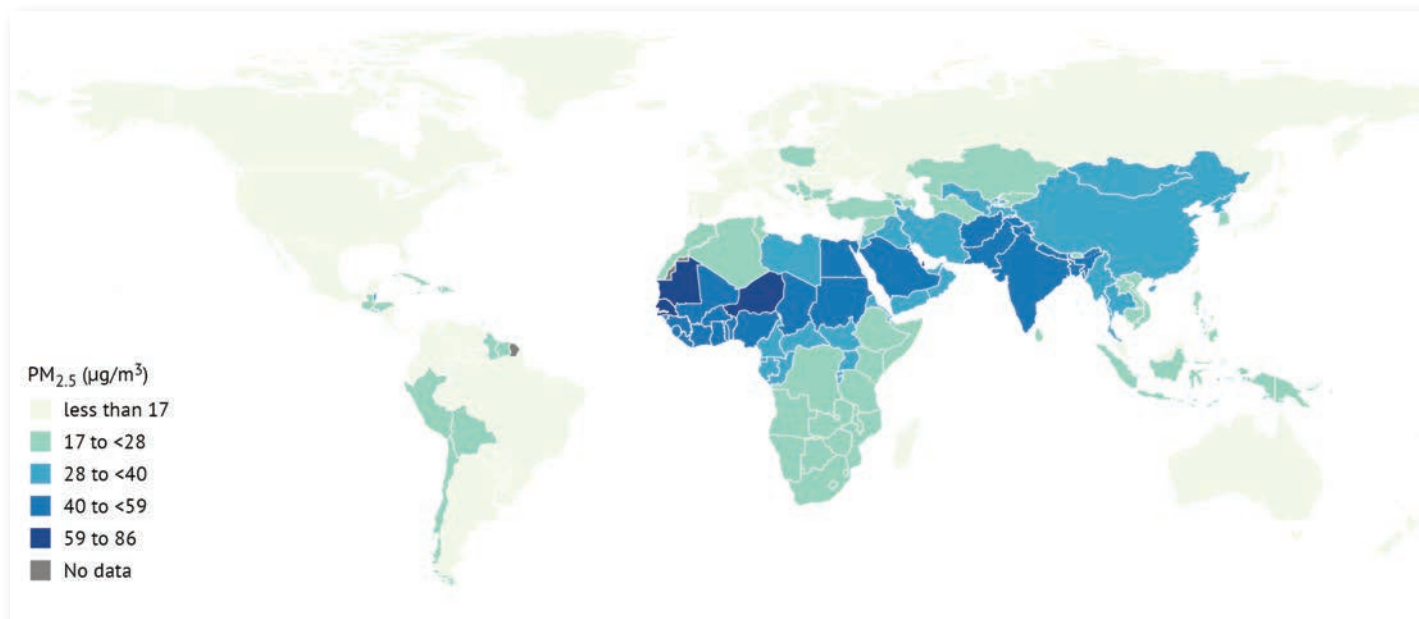 PM₂.₅ (µg/m³)
less than 17
17 to <28
28 to <40
40 to <59
59 to 86
No data